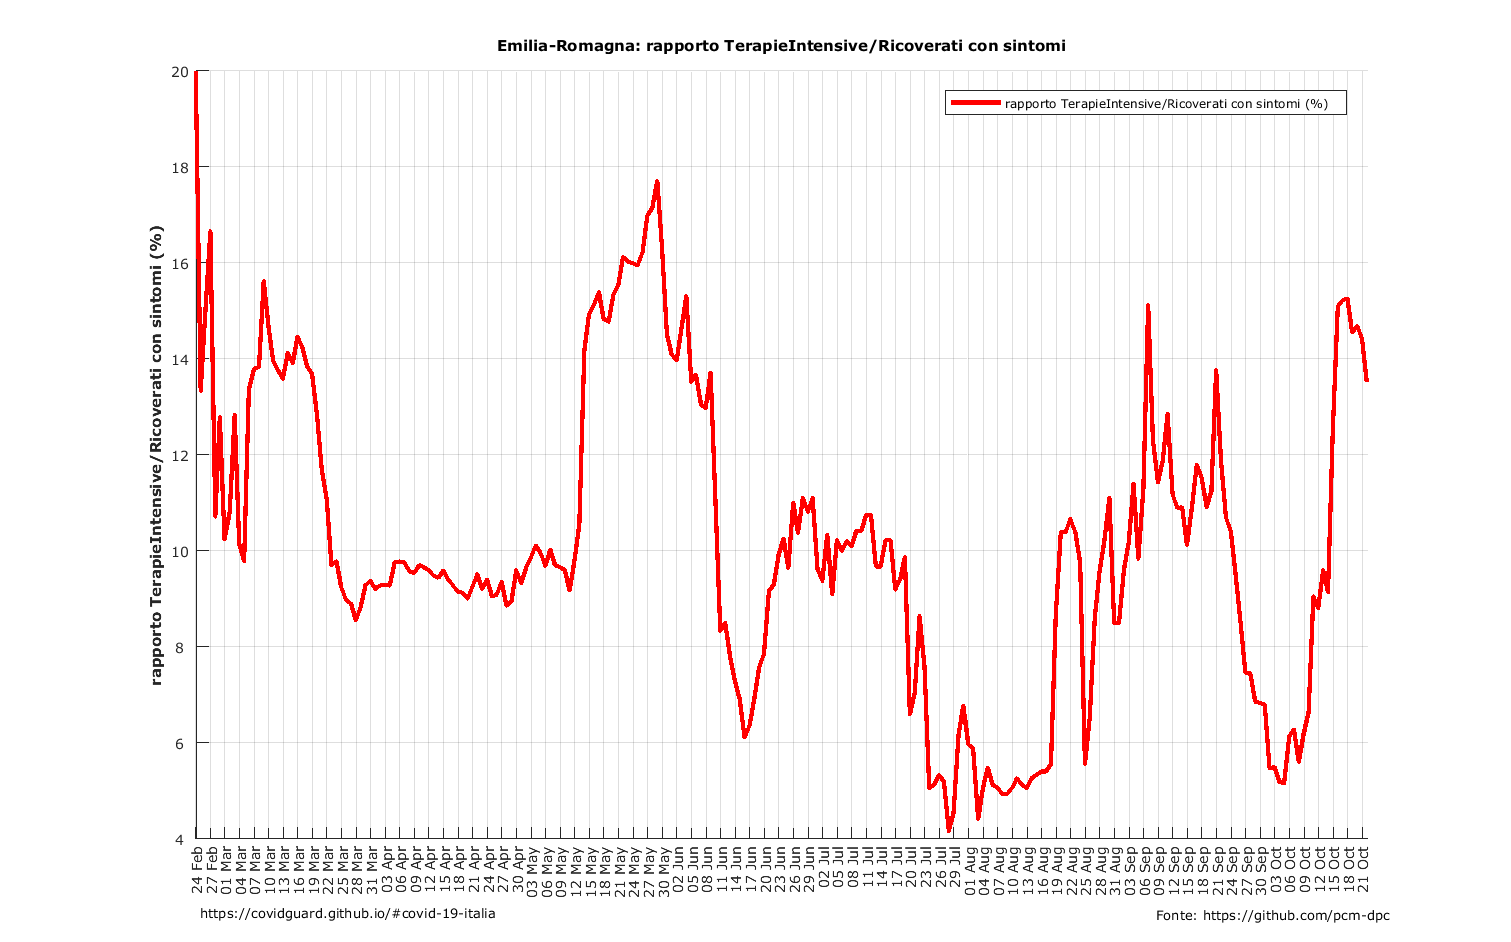 Emilia-Romagna: rapporto TerapieIntensive/Ricoverati con sintomi
rapporto TerapieIntensive/Ricoverati con sintomi (%)
rapporto TerapieIntensive/Ricoverati con sintomi (%)
20
18
16
14
12
10
8
6
4
24 Feb
27 Feb
01 Mar
04 Mar
07 Mar
10 Mar
13 Mar
16 Mar
19 Mar
22 Mar
25 Mar
28 Mar
31 Mar
03 Apr
06 Apr
09 Apr
12 Apr
15 Apr
18 Apr
21 Apr
24 Apr
27 Apr
30 Apr
03 May
06 May
09 May
12 May
15 May
18 May
21 May
24 May
27 May
30 May
02 Jun
05 Jun
08 Jun
11 Jun
14 Jun
17 Jun
20 Jun
23 Jun
26 Jun
29 Jun
02 Jul
05 Jul
08 Jul
11 Jul
14 Jul
17 Jul
20 Jul
23 Jul
26 Jul
29 Jul
01 Aug
04 Aug
07 Aug
10 Aug
13 Aug
16 Aug
19 Aug
22 Aug
25 Aug
28 Aug
31 Aug
03 Sep
06 Sep
09 Sep
12 Sep
15 Sep
18 Sep
21 Sep
24 Sep
27 Sep
30 Sep
03 Oct
06 Oct
09 Oct
12 Oct
15 Oct
18 Oct
21 Oct
https://covidguard.github.io/#covid-19-italia
Fonte: https://github.com/pcm-dpc